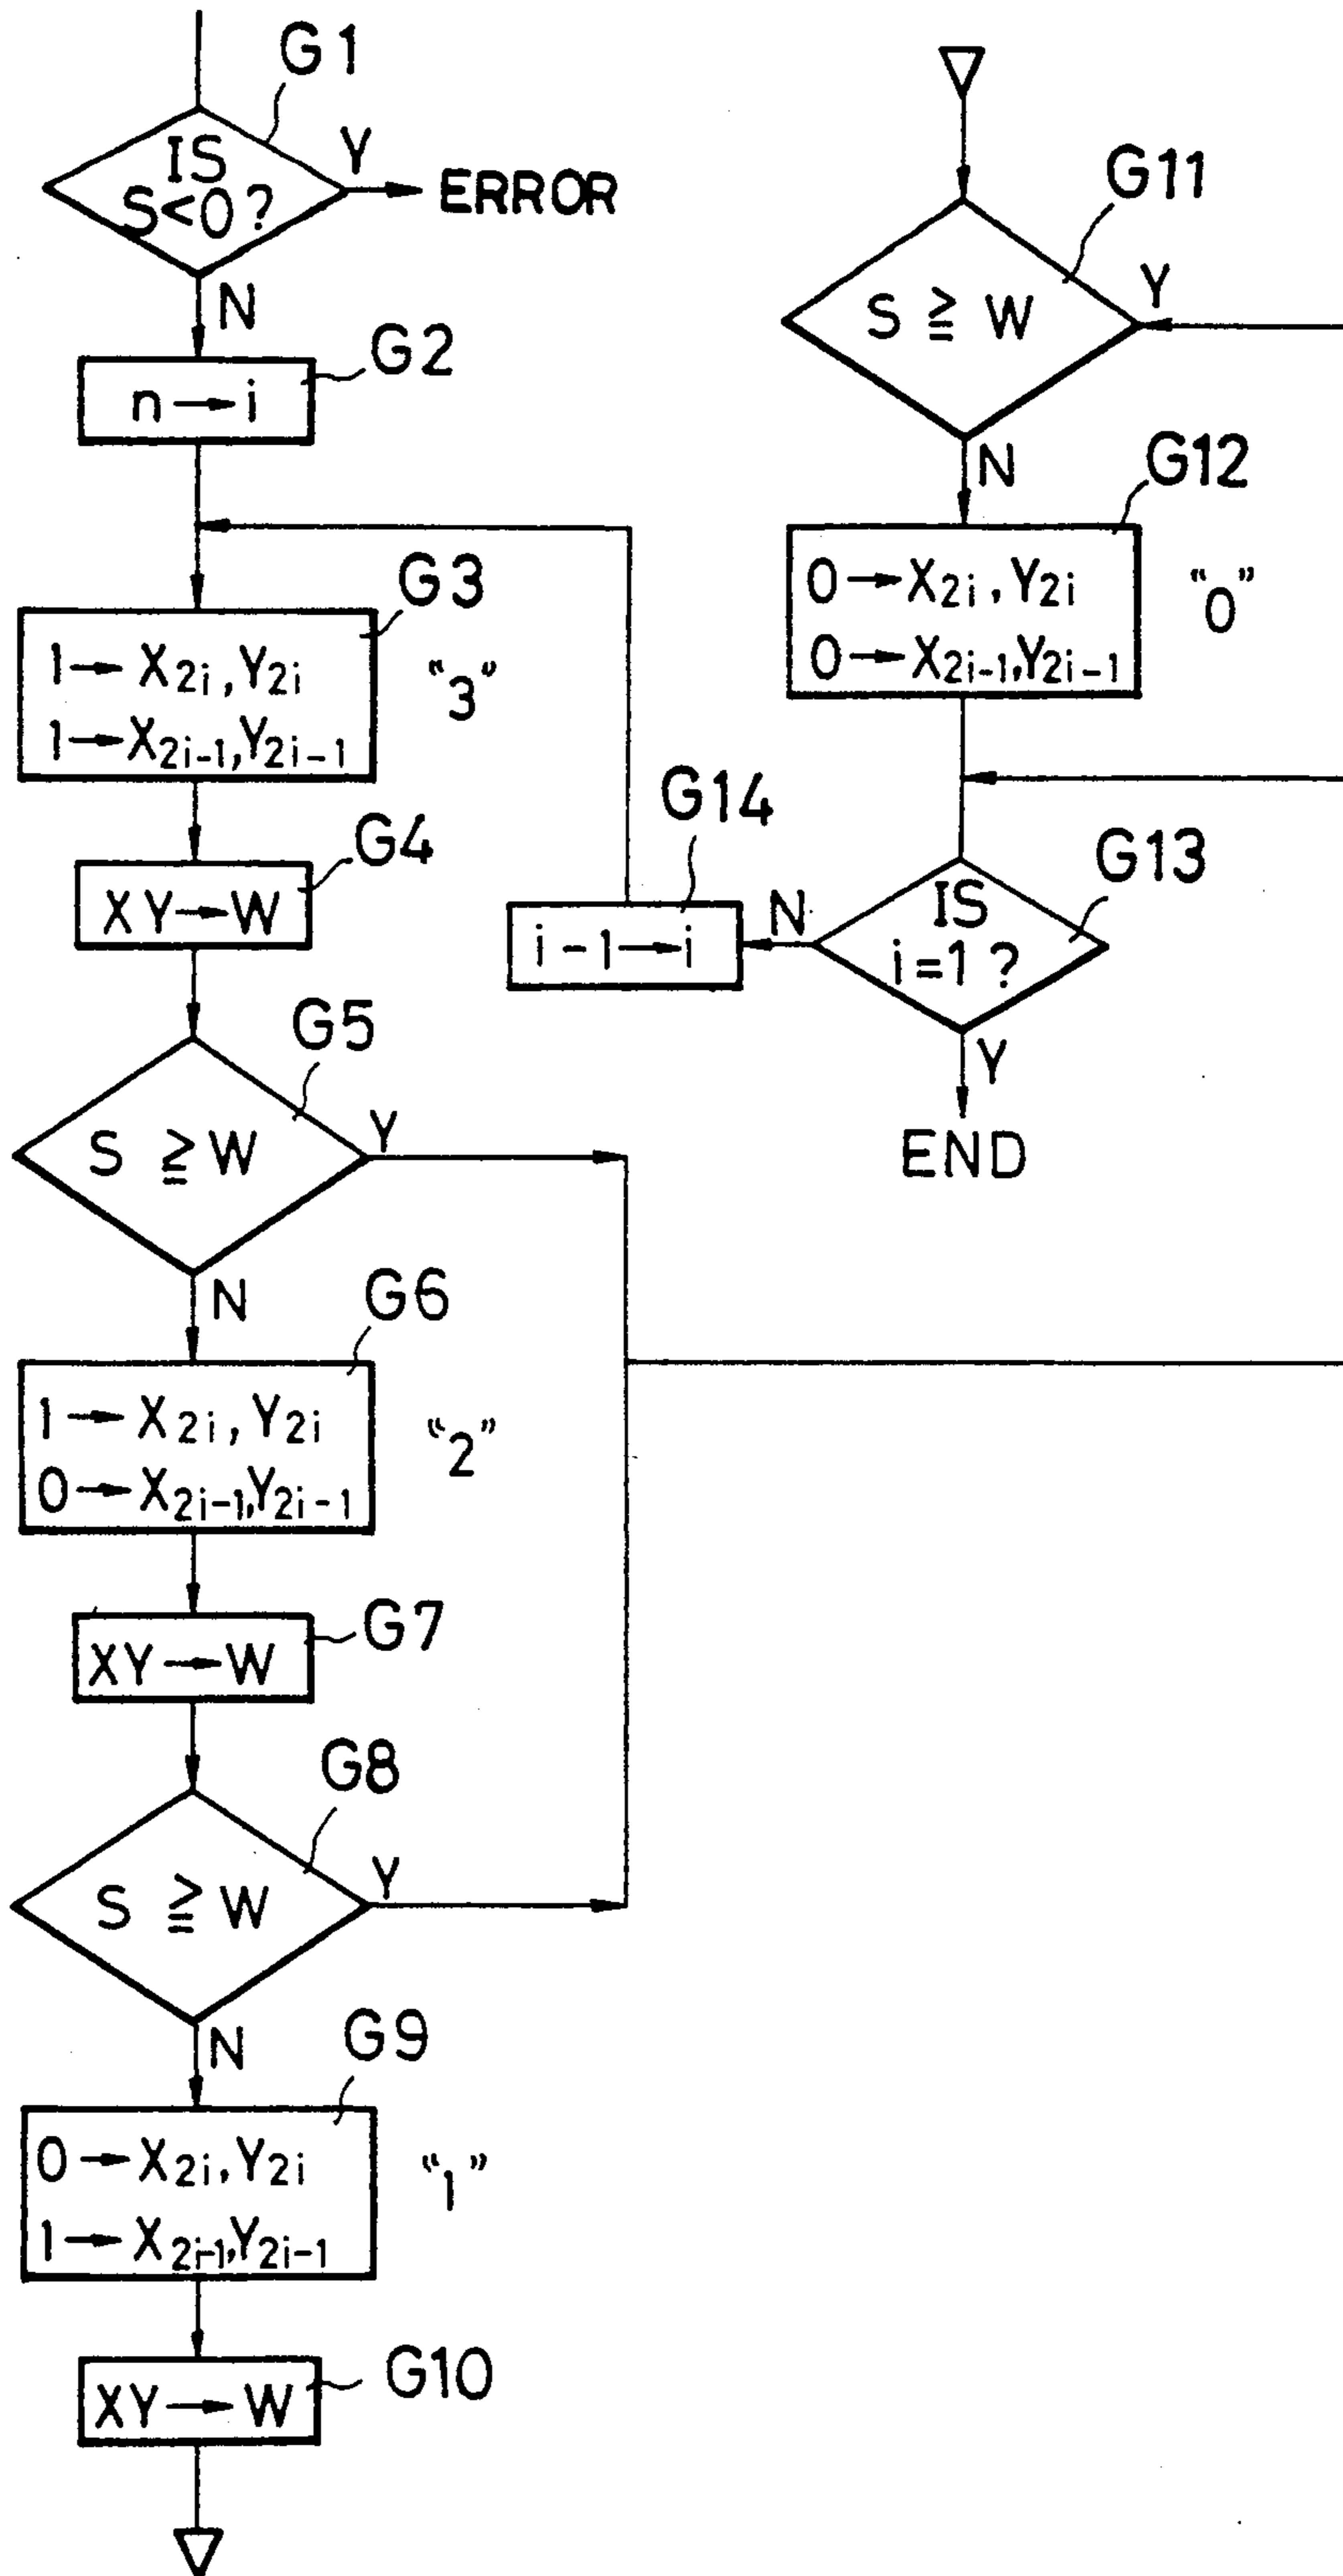 G1
IS
S<0?
Y
ERROR
N
G2
n→i
G3
1→X2i,Y2i
1→X2i-1,Y2i-1
"3"
G4
XY→W
G5
S ≧ W
Y
N
G6
1→X2i,Y2i
0→X2i-1,Y2i-1
"2"
G7
XY→W
G8
S ≧ W
Y
N
G9
0→X2i,Y2i
1→X2i-1,Y2i-1
"1"
G10
XY→W
G11
S ≧ W
Y
N
G12
0→X2i,Y2i
0→X2i-1,Y2i-1
"0"
G13
IS
i=1?
N
G14
i-1→i
Y
END